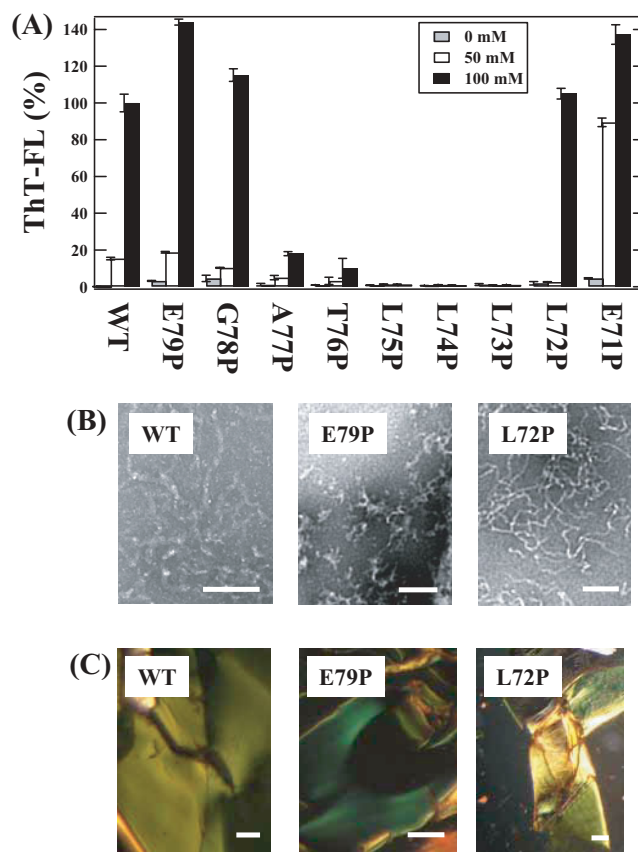 (A)
ThT-FL (%)
140
120
100
80
60
40
20
0
0 mM
50 mM
100 mM
WT
E79P
G78P
A77P
T76P
L75P
L74P
L73P
L72P
E71P
(B)
WT
E79P
L72P
(C)
WT
E79P
L72P